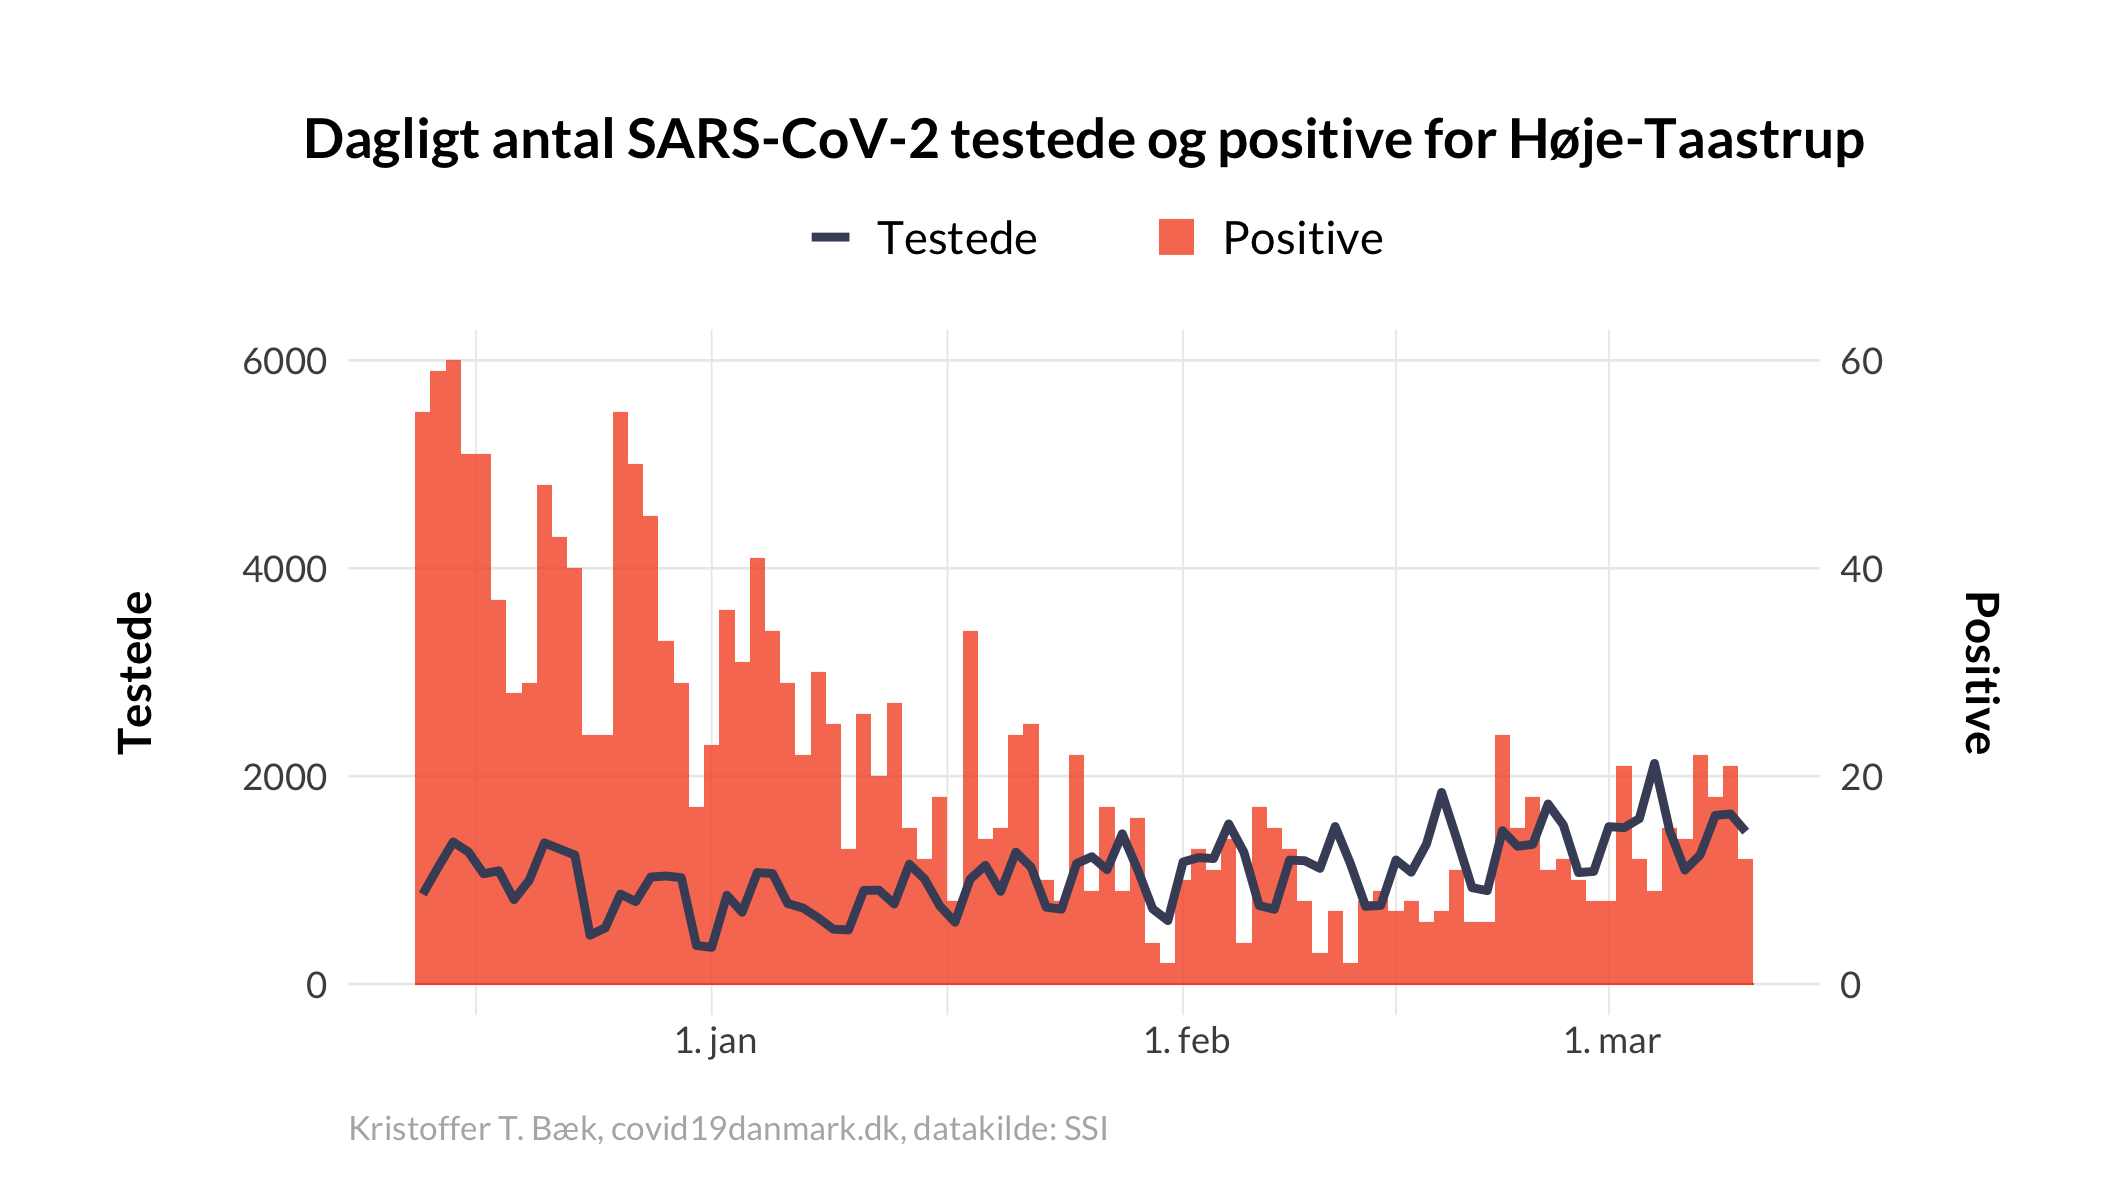 Dagligt antal SARS-CoV-2 testede og positive for Høje-Taastrup
Testede Positive
6000 60
4000 40
2000 20
0 0
Testede
Positive
1. jan 1. feb 1. mar
Kristoffer T. Bæk, covid19danmark.dk, datakilde: SSI